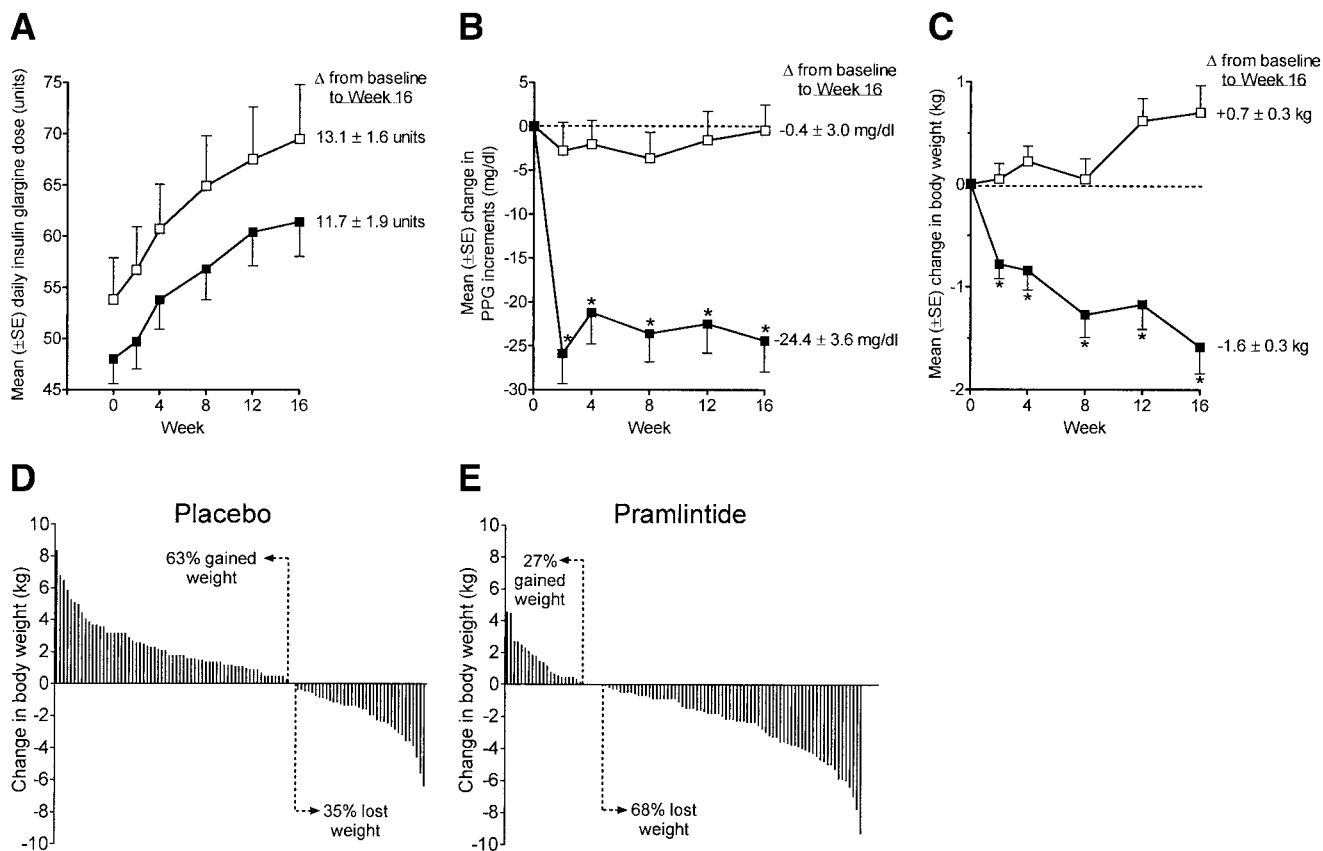 A
Mean (±SE) daily insulin glargine dose (units)
75
70
65
60
55
50
45
0
4
8
12
16
Week
Δ from baseline
to Week 16
13.1 ± 1.6 units
11.7 ± 1.9 units
B
Mean (±SE) change in
PPG increments (mg/dl)
5
0
-5
-10
-15
-20
-25
-30
0
4
8
12
16
Week
Δ from baseline
to Week 16
-0.4 ± 3.0 mg/dl
-24.4 ± 3.6 mg/dl
*
*
*
*
*
C
Mean (±SE) change in body weight (kg)
1
0
-1
-2
0
4
8
12
16
Week
Δ from baseline
to Week 16
+0.7 ± 0.3 kg
-1.6 ± 0.3 kg
*
*
*
*
*
D
Placebo
Change in body weight (kg)
10
8
6
4
2
0
-2
-4
-6
-8
-10
63% gained
weight
35% lost
weight
E
Pramlintide
Change in body weight (kg)
10
8
6
4
2
0
-2
-4
-6
-8
-10
27%
gained
weight
68% lost
weight